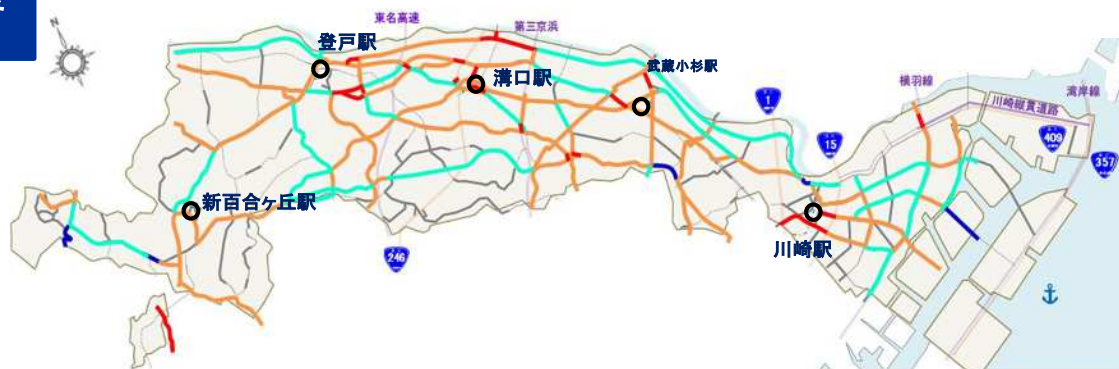 東名高速
第三京浜
登戸駅
溝口駅
武蔵小杉駅
横羽線
湾岸線
川崎縦貫道路
1
15
409
357
新百合ヶ丘駅
246
川崎駅
N